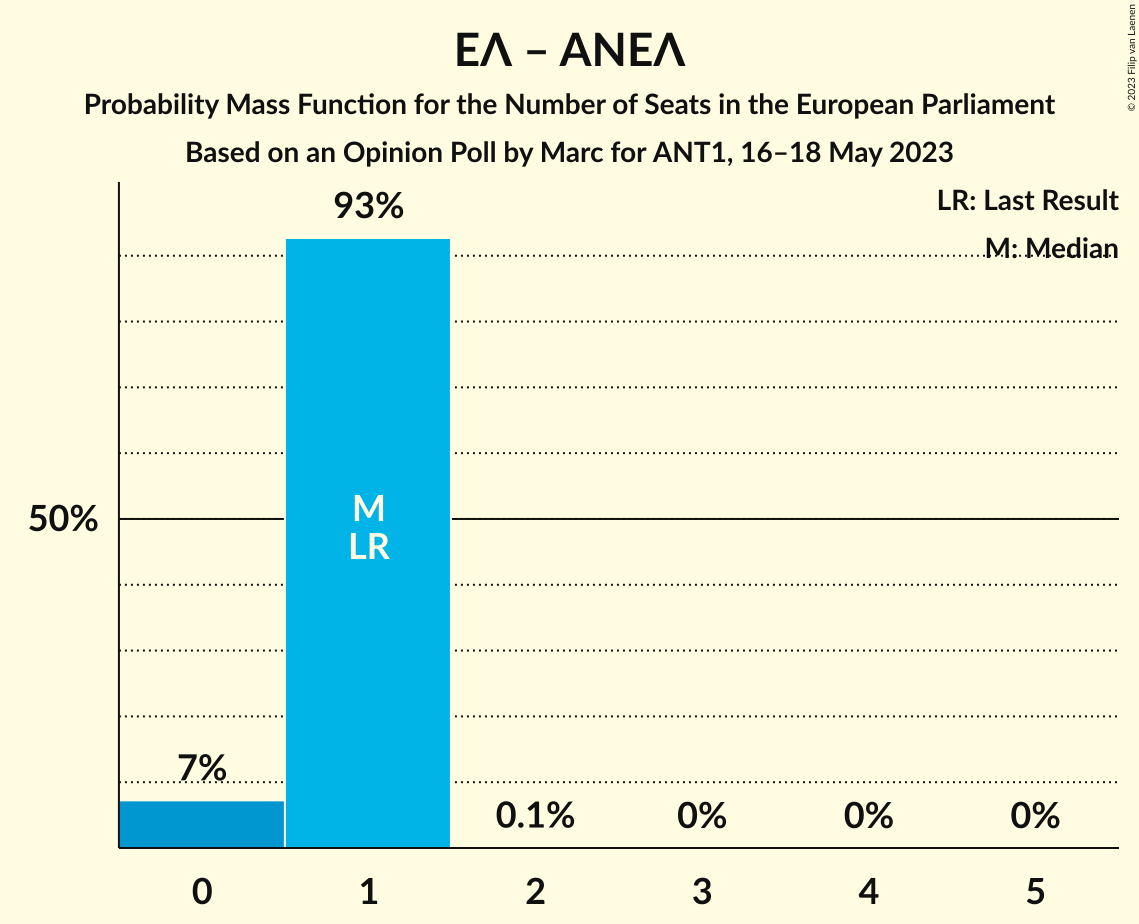 ΕΛ – ΑΝΕΛ
Probability Mass Function for the Number of Seats in the European Parliament
Based on an Opinion Poll by Marc for ANT1, 16–18 May 2023
© 2023 Filip van Laenen
LR: Last Result
M: Median
93%
50%
M
LR
7%
0.1%
0%
0%
0%
0
1
2
3
4
5